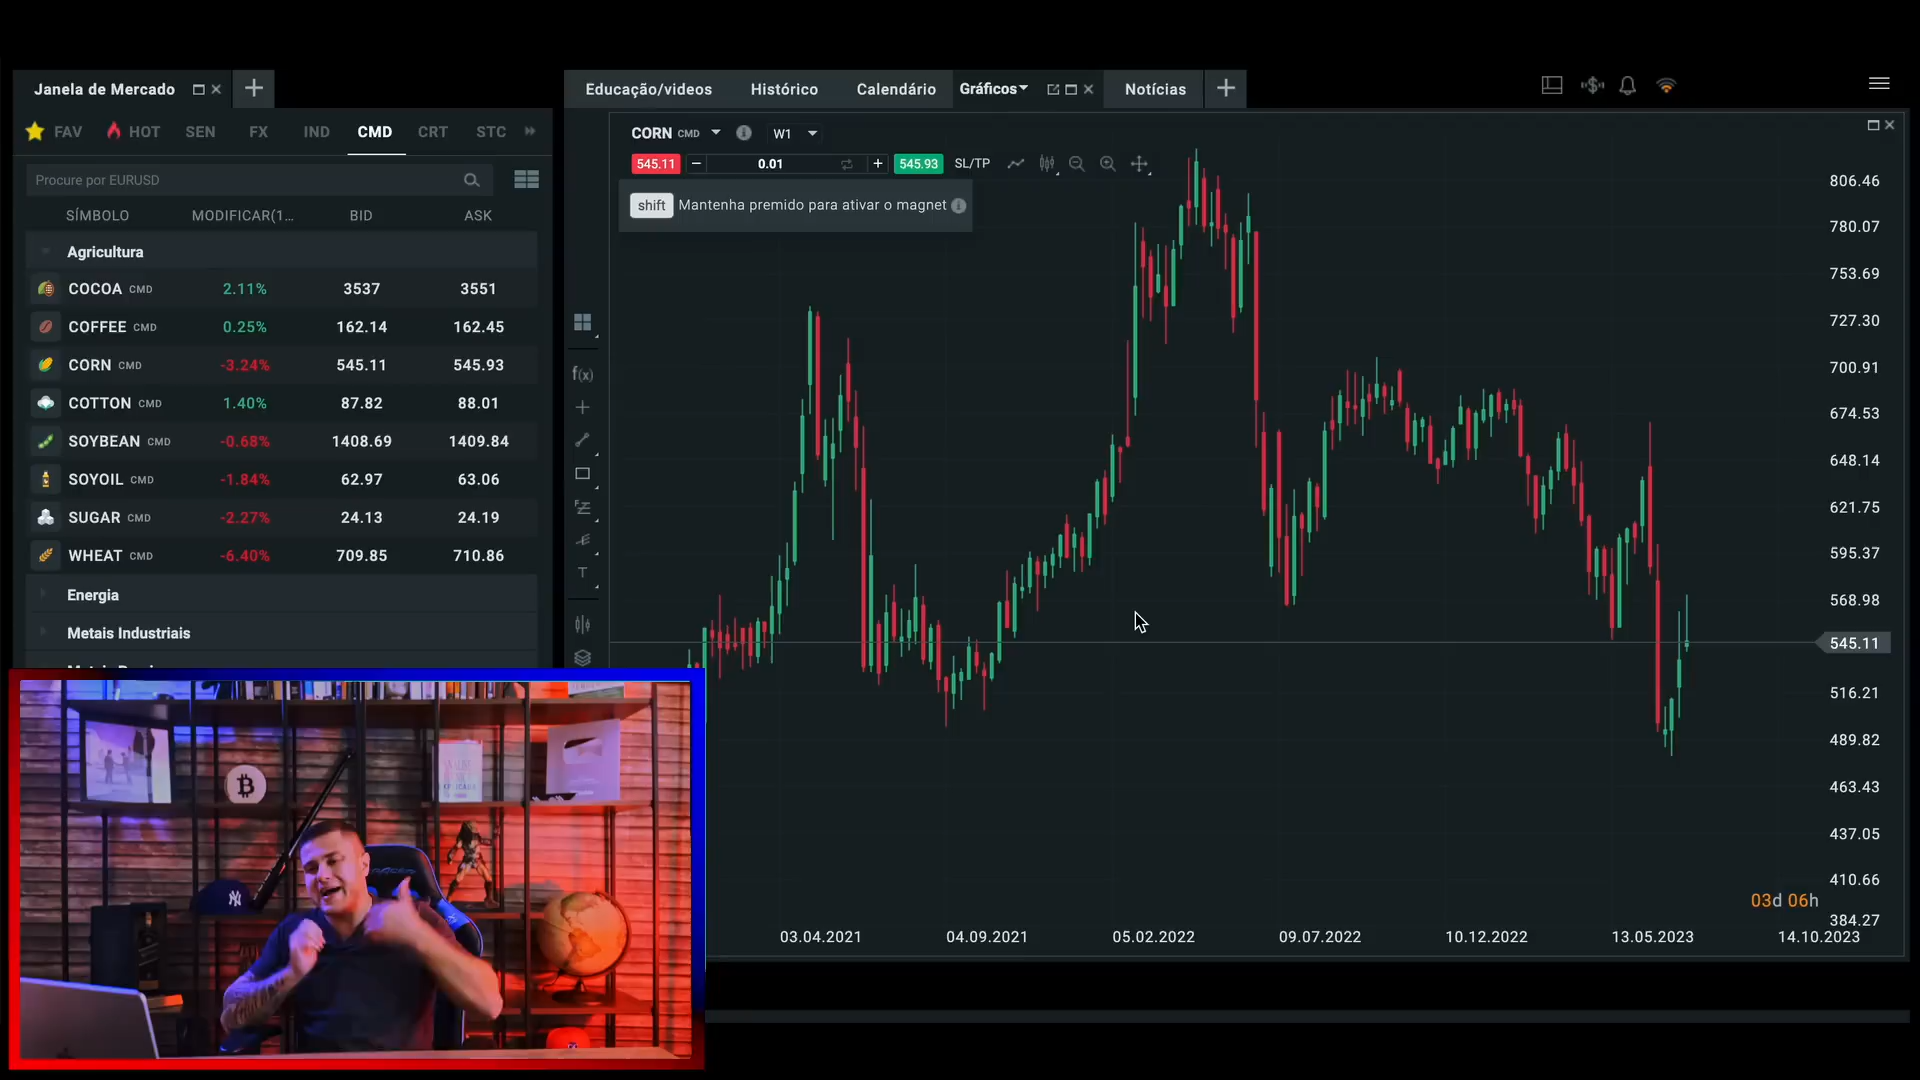 Janela de Mercado
Educação/videos
Histórico
Calendário
Gráficos
Notícias
FAV HOT SEN FX IND CMD CRT STC
Procure por EURUSD
SÍMBOLO MODIFICAR(1... BID ASK
Agricultura
COCOA CMD 2.11% 3537 3551
COFFEE CMD 0.25% 162.14 162.45
CORN CMD -3.24% 545.11 545.93
COTTON CMD 1.40% 87.82 88.01
SOYBEAN CMD -0.68% 1408.69 1409.84
SOYOIL CMD -1.84% 62.97 63.06
SUGAR CMD -2.27% 24.13 24.19
WHEAT CMD -6.40% 709.85 710.86
Energia
Metais Industriais
CORN CMD W1
545.11 0.01 545.93 SL/TP
shift Mantenha premido para ativar o magnet
f(x)
T
806.46
780.07
753.69
727.30
700.91
674.53
648.14
621.75
595.37
568.98
545.11
516.21
489.82
463.43
437.05
410.66
384.27
03d 06h
03.04.2021 04.09.2021 05.02.2022 09.07.2022 10.12.2022 13.05.2023 14.10.2023